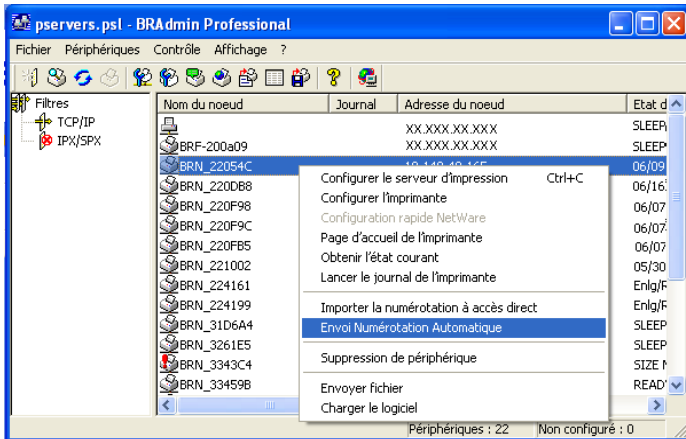 pservers.psl - BRAdmin Professional
Fichier Périphériques Contrôle Affichage ?
Filtres
TCP/IP
IPX/SPX
Nom du noeud Journal Adresse du noeud Etat d
XX.XXX.XX.XXX SLEEP
BRF-200a09 XX.XXX.XX.XXX SLEEP
BRN_22054C 06/09
BRN_220DB8 06/16
BRN_220F98 06/07
BRN_220F9C 06/07
BRN_220FB5 06/07
BRN_221002 05/30
BRN_224161 Enlg/R
BRN_224199 Enlg/R
BRN_31D6A4 SLEEP
BRN_3261E5 SLEEP
BRN_3343C4 SIZE
BRN_33459B READY
Configurer le serveur d'impression Ctrl+C
Configurer l'imprimante
Configuration rapide NetWare
Page d'accueil de l'imprimante
Obtenir l'état courant
Lancer le journal de l'imprimante
Importer la numérotation à accès direct
Envoi Numérotation Automatique
Suppression de périphérique
Envoyer fichier
Charger le logiciel
Périphériques : 22 Non configuré : 0